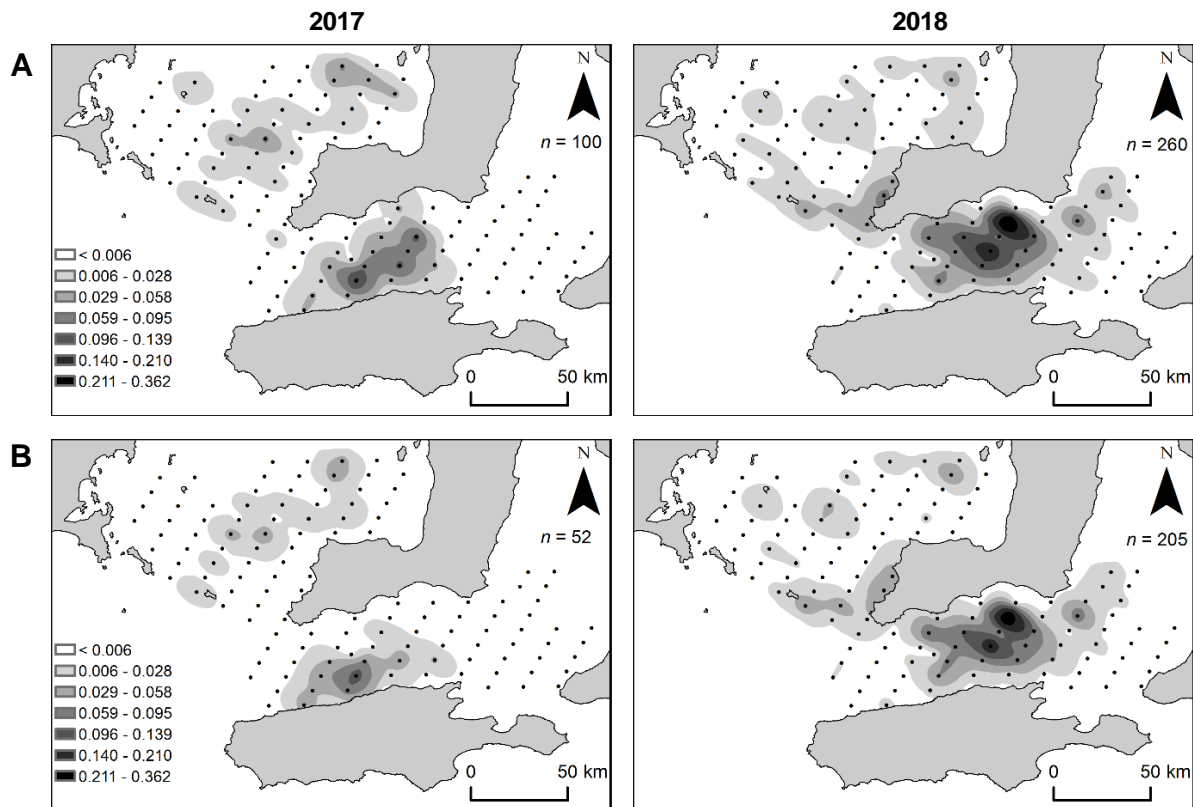 2017
2018
A
N
n = 100
< 0.006
0.006 - 0.028
0.029 - 0.058
0.059 - 0.095
0.096 - 0.139
0.140 - 0.210
0.211 - 0.362
0
50 km
N
n = 260
0
50 km
B
N
n = 52
< 0.006
0.006 - 0.028
0.029 - 0.058
0.059 - 0.095
0.096 - 0.139
0.140 - 0.210
0.211 - 0.362
0
50 km
N
n = 205
0
50 km